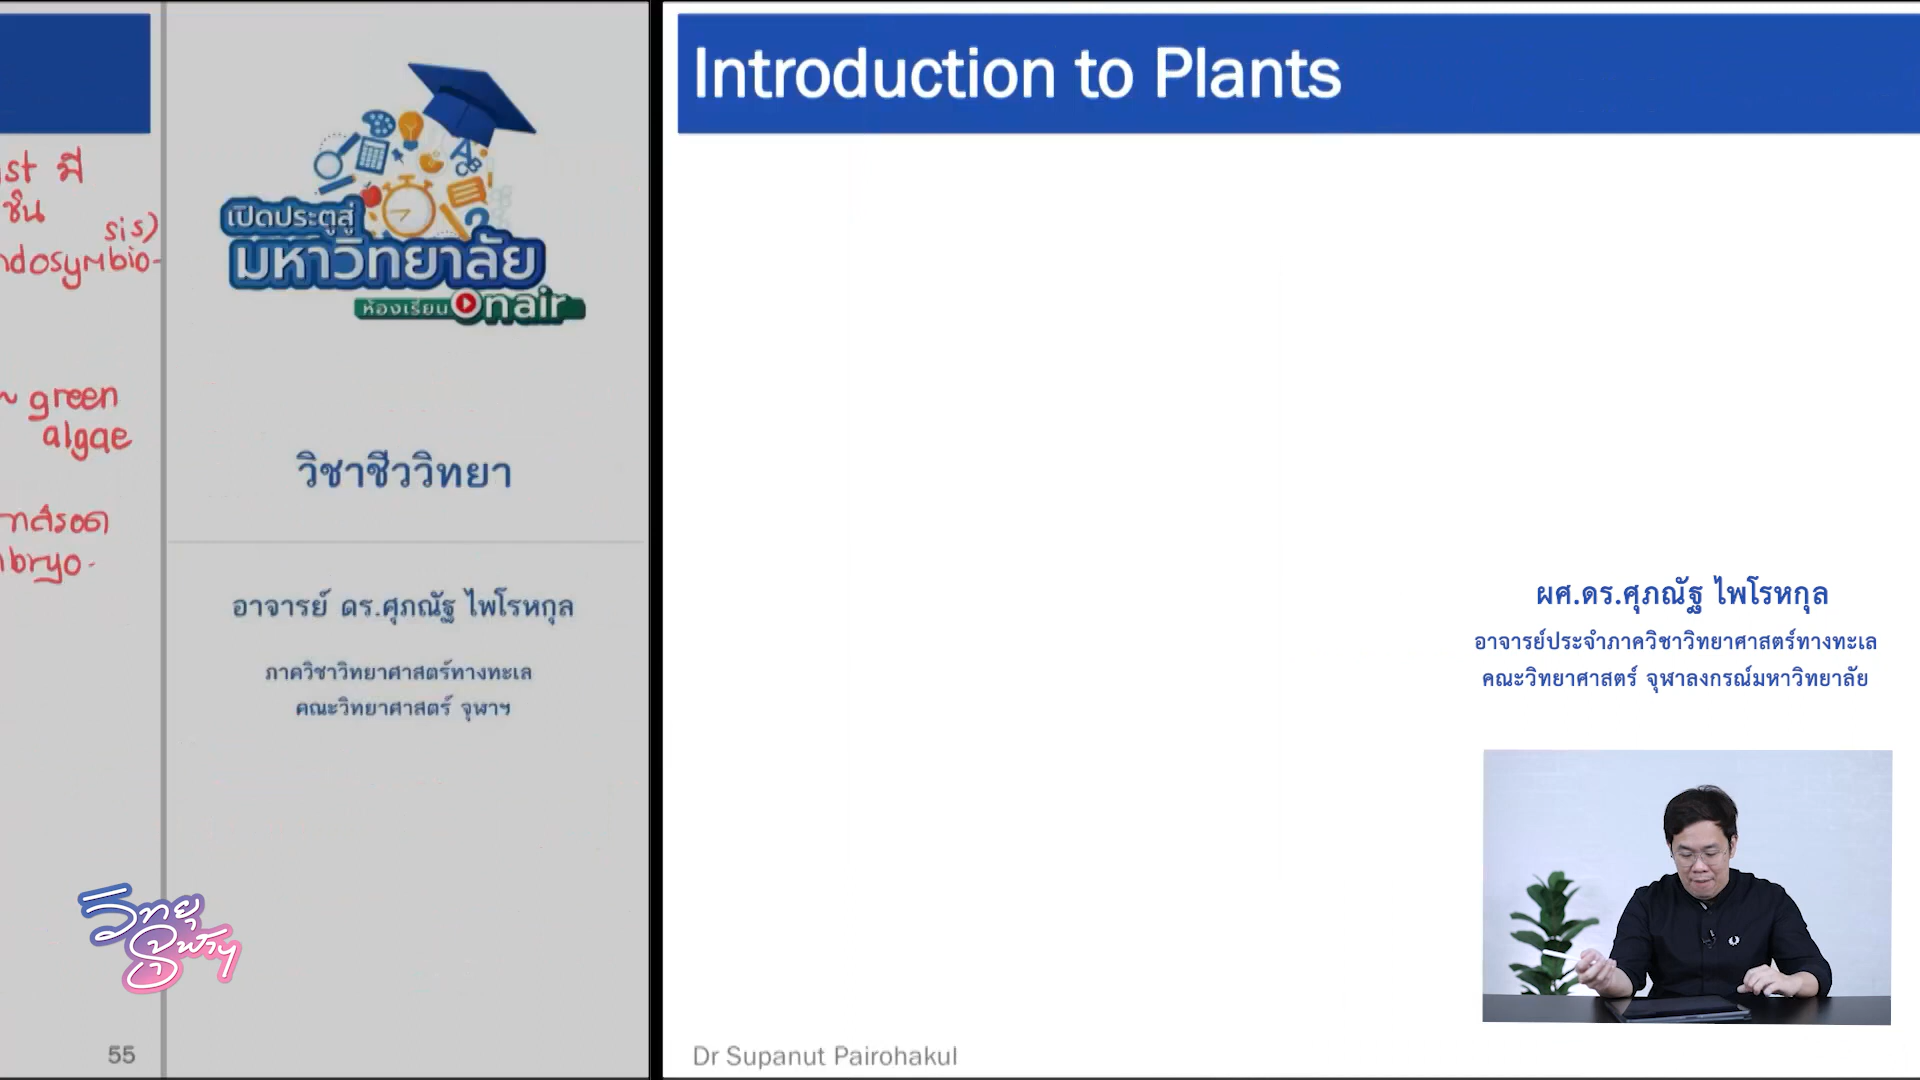 Introduction to Plants
st มี
ชิ้น
sis)
ndosymbio-
~ green
algae
bryo-
55
เปิดประตูสู่
มหาวิทยาลัย
ห้องเรียน Onair
วิชาชีววิทยา
อาจารย์ ดร.ศุภณัฐ ไพโรหกุล
ภาควิชาวิทยาศาสตร์ทางทะเล
คณะวิทยาศาสตร์ จุฬาฯ
วิทยุ
จุฬาฯ
ผศ.ดร.ศุภณัฐ ไพโรหกุล
อาจารย์ประจำภาควิชาวิทยาศาสตร์ทางทะเล
คณะวิทยาศาสตร์ จุฬาลงกรณ์มหาวิทยาลัย
Dr Supanut Pairohakul